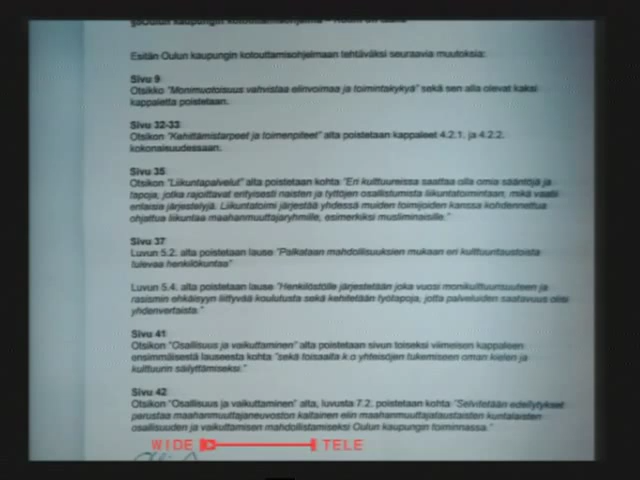 Oulun kaupungin kotouttamisohjelma –
Esitän Oulun kaupungin kotouttamisohjelmaan tehtäväksi seuraavia muutoksia:
Sivu 9
Otsikko "Monimuotoisuus vahvistaa elinvoimaa ja toimintakykyä" sekä sen alla olevat kaksi
kappaletta poistetaan.
Sivu 32-33
Otsikon "Kehittämistarpeet ja toimenpiteet" alta poistetaan kappaleet 4.2.1. ja 4.2.2.
kokonaisuudessaan.
Sivu 35
Otsikon "Liikuntapalvelut" alta poistetaan kohta "Eri kulttuureissa saattaa olla omia sääntöjä ja
tapoja, jotka rajoittavat erityisesti naisten ja tyttöjen osallistumista liikuntatoimintaan, mikä vaatii
erilaisia järjestelyjä. Liikuntatoimi järjestää yhdessä muiden toimijoiden kanssa kohdennettua
ohjattua liikuntaa maahanmuuttajaryhmille, esimerkiksi musliminaisille."
Sivu 37
Luvun 5.2. alta poistetaan lause "Palkataan mahdollisuuksien mukaan eri kulttuuritaustoista
tulevaa henkilökuntaa"
Luvun 5.4. alta poistetaan lause "Henkilöstölle järjestetään joka vuosi monikulttuurisuuteen ja
rasismin ehkäisyyn liittyvää koulutusta sekä kehitetään työtapoja, jotta palveluiden saatavuus olisi
yhdenvertaista."
Sivu 41
Otsikon "Osallisuus ja vaikuttaminen" alta poistetaan sivun toiseksi viimeisen kappaleen
ensimmäisestä lauseesta kohta "sekä toisaalta k.o yhteisöjen tukemiseen oman kielen ja
kulttuurin säilyttämiseksi."
Sivu 42
Otsikon "Osallisuus ja vaikuttaminen" alta, luvusta 7.2. poistetaan kohta "Selvitetään edellytykset
perustaa maahanmuuttajaneuvoston kaltainen elin maahanmuuttajataustaisten kuntalaisten
osallisuuden ja vaikuttamisen mahdollistamiseksi Oulun kaupungin toiminnassa."
WIDE TELE